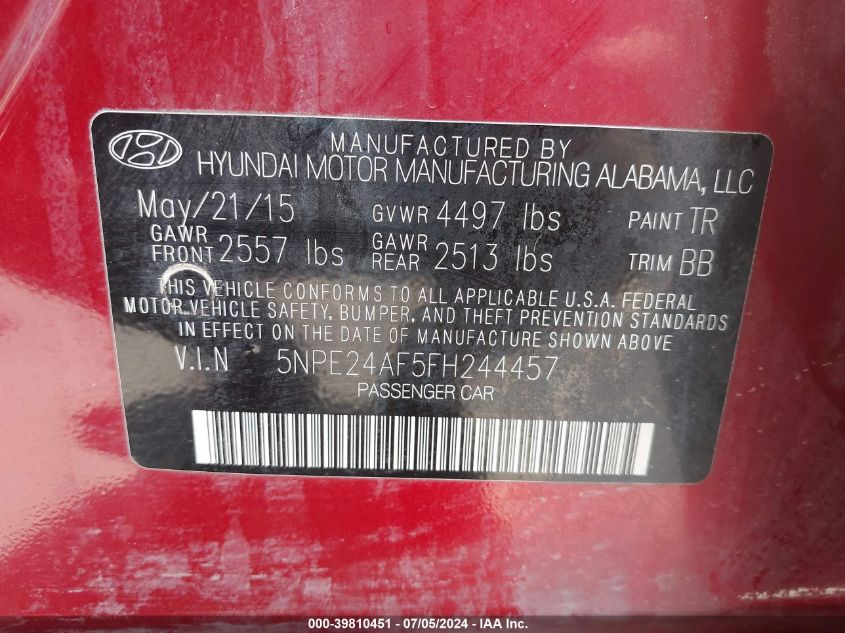 MANUFACTURED BY
HYUNDAI MOTOR MANUFACTURING ALABAMA, LLC
May/21/15 GVWR 4497 lbs PAINT TR
GAWR FRONT 2557 lbs GAWR REAR 2513 lbs TRIM BB
THIS VEHICLE CONFORMS TO ALL APPLICABLE U.S.A. FEDERAL
MOTOR VEHICLE SAFETY, BUMPER, AND THEFT PREVENTION STANDARDS
IN EFFECT ON THE DATE OF MANUFACTURE SHOWN ABOVE
V.I.N 5NPE24AF5FH244457
PASSENGER CAR
000-39810451 - 07/05/2024 - IAA Inc.